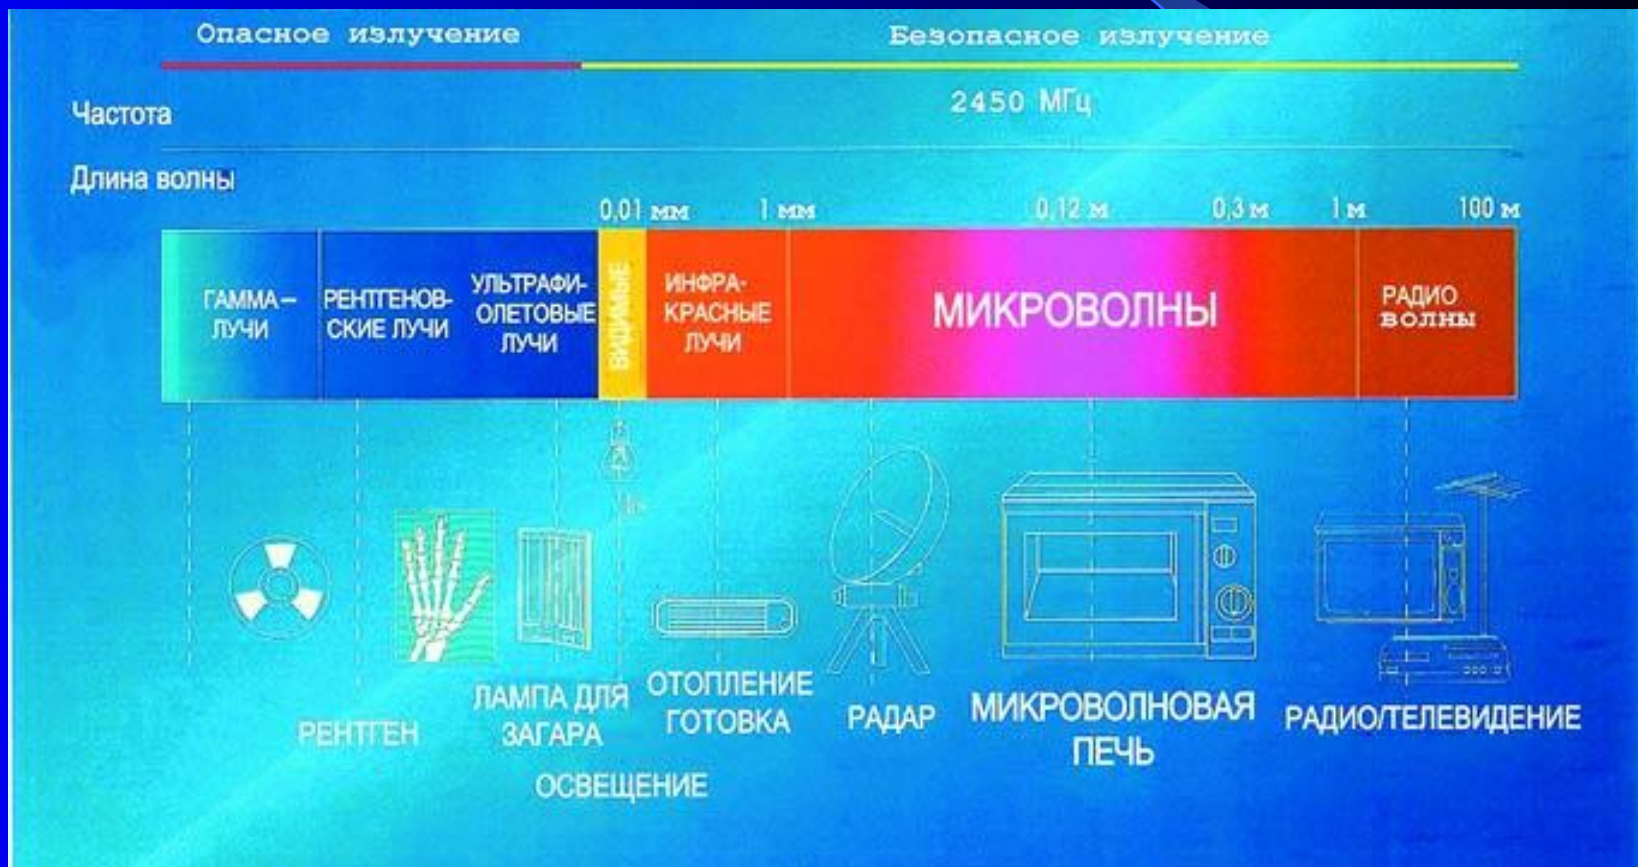 Опасное излучение
Безопасное излучение
Частота
2450 МГц
Длина волны
0,01 мм
1 мм
0,12 м
0,3 м
1 м
100 м
ГАММА–
ЛУЧИ
РЕНТГЕНОВ-
СКИЕ ЛУЧИ
УЛЬТРАФИ-
ОЛЕТОВЫЕ
ЛУЧИ
ВИДИМЫЕ
ИНФРА-
КРАСНЫЕ
ЛУЧИ
МИКРОВОЛНЫ
РАДИО
ВОЛНЫ
РЕНТГЕН
ЛАМПА ДЛЯ
ЗАГАРА
ОСВЕЩЕНИЕ
ОТОПЛЕНИЕ
ГОТОВКА
РАДАР
МИКРОВОЛНОВАЯ
ПЕЧЬ
РАДИО/ТЕЛЕВИДЕНИЕ